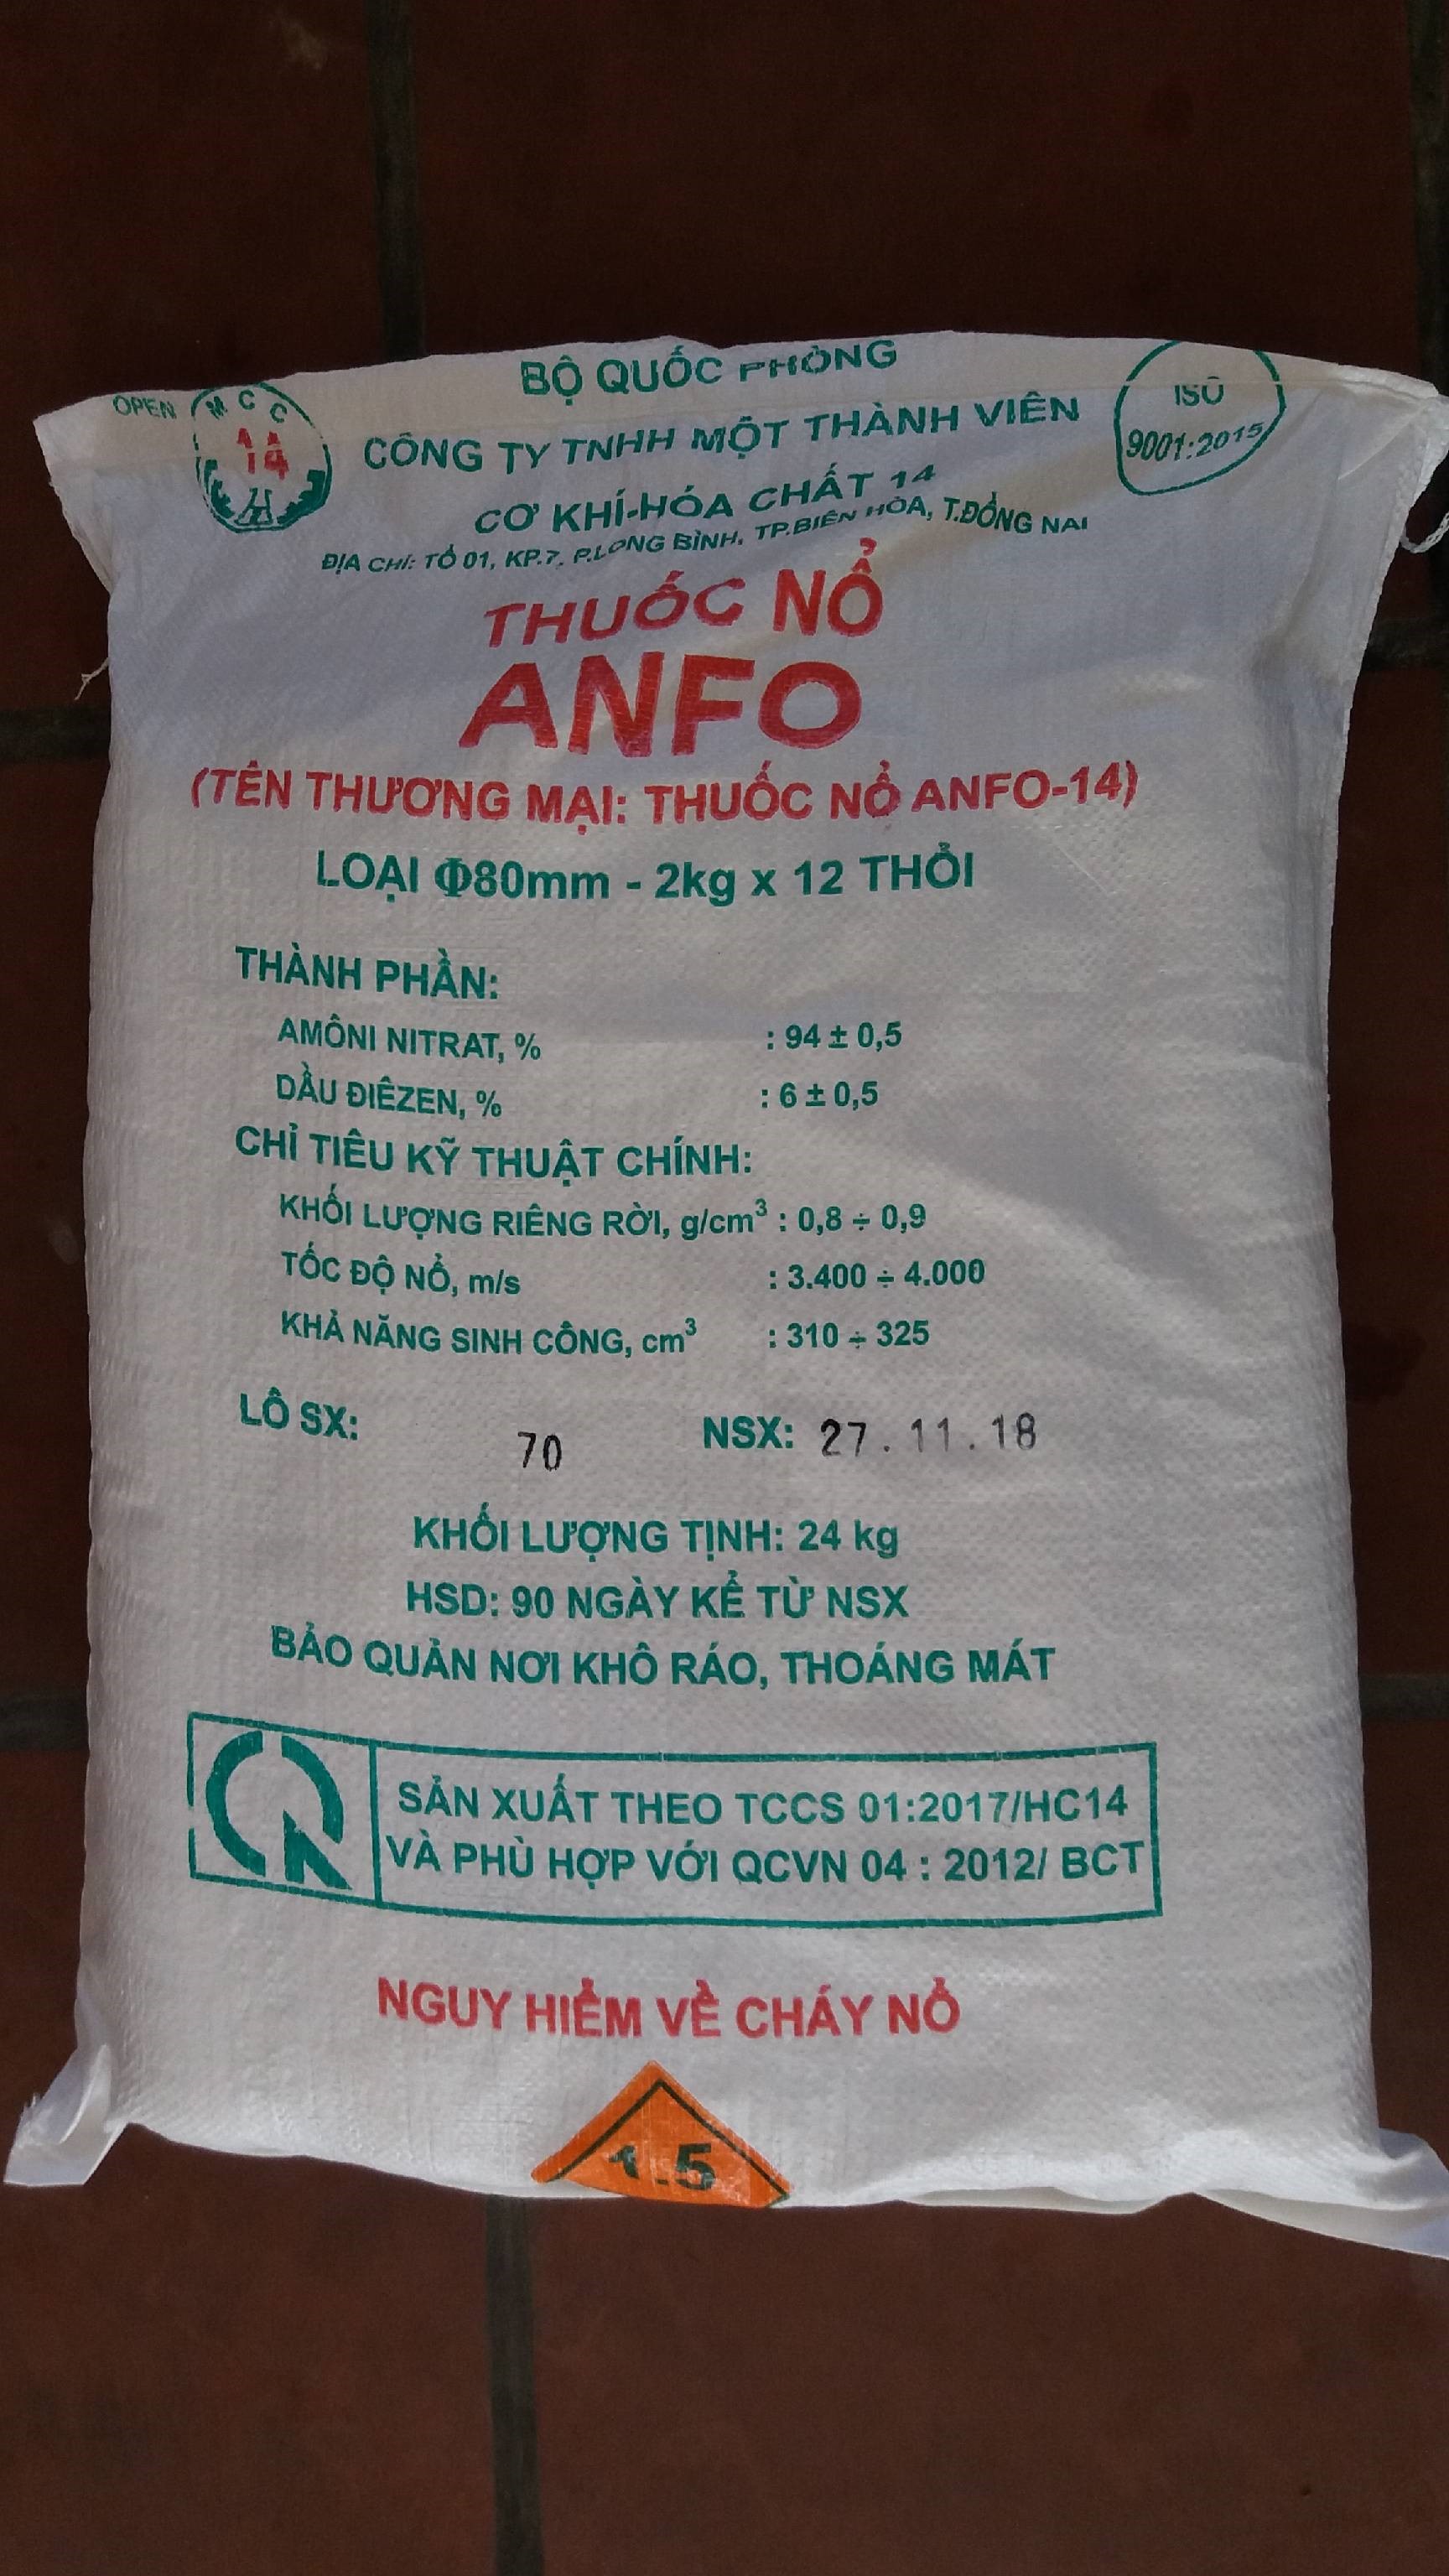 BỘ QUỐC PHÒNG
OPEN
MCC
14
CÔNG TY TNHH MỘT THÀNH VIÊN
ISO
9001:2015
CƠ KHÍ-HÓA CHẤT 14
ĐỊA CHỈ: TỔ 01, KP.7, P.LONG BÌNH, TP.BIÊN HÒA, T.ĐỒNG NAI
THUỐC NỔ
ANFO
(TÊN THƯƠNG MẠI: THUỐC NỔ ANFO-14)
LOẠI Φ80mm - 2kg x 12 THỎI
THÀNH PHẦN:
AMÔNI NITRAT, % : 94 ± 0,5
DẦU ĐIÊZEN, % : 6 ± 0,5
CHỈ TIÊU KỸ THUẬT CHÍNH:
KHỐI LƯỢNG RIÊNG RỜI, g/cm³ : 0,8 ÷ 0,9
TỐC ĐỘ NỔ, m/s : 3.400 ÷ 4.000
KHẢ NĂNG SINH CÔNG, cm³ : 310 ÷ 325
LÔ SX: 70 NSX: 27.11.18
KHỐI LƯỢNG TỊNH: 24 kg
HSD: 90 NGÀY KỂ TỪ NSX
BẢO QUẢN NƠI KHÔ RÁO, THOÁNG MÁT
SẢN XUẤT THEO TCCS 01:2017/HC14
VÀ PHÙ HỢP VỚI QCVN 04 : 2012/ BCT
NGUY HIỂM VỀ CHÁY NỔ
1.5